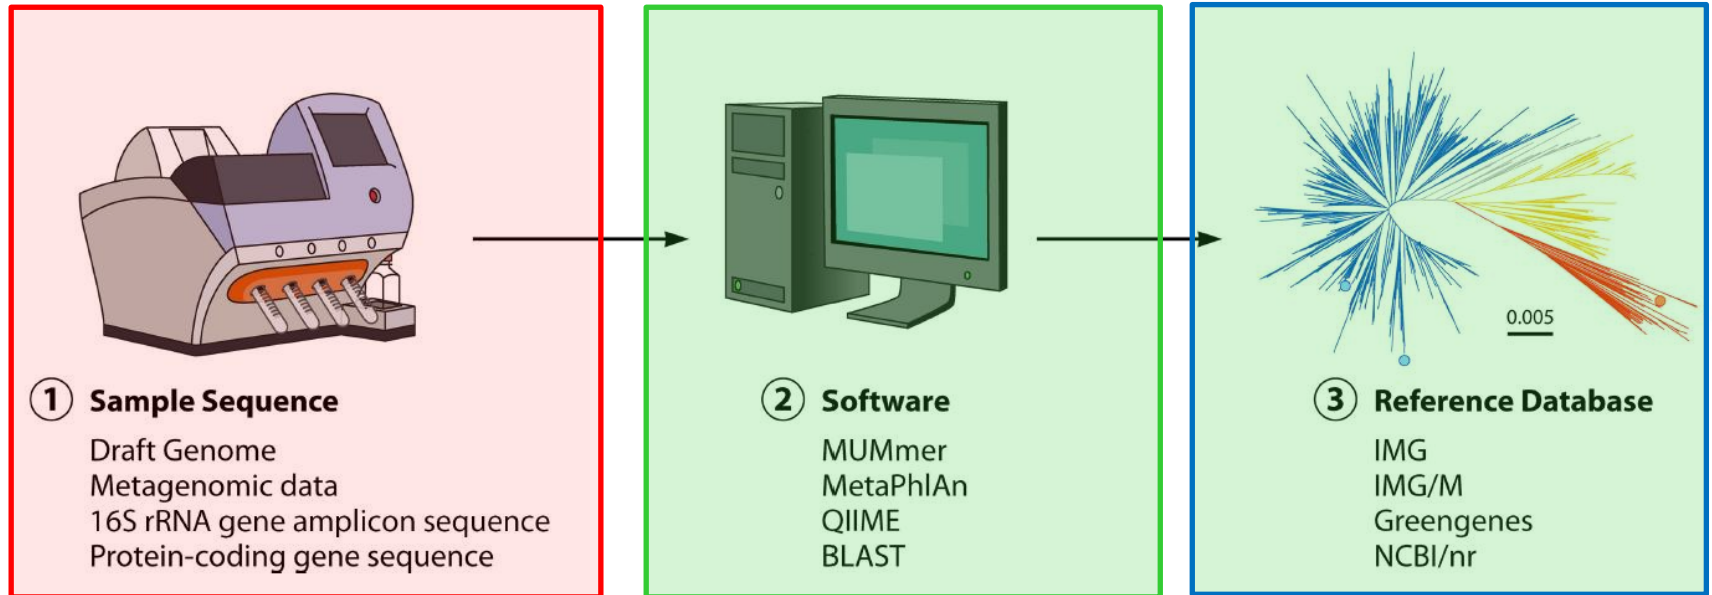 1 Sample Sequence
Draft Genome
Metagenomic data
16S rRNA gene amplicon sequence
Protein-coding gene sequence
2 Software
MUMmer
MetaPhlAn
QIIME
BLAST
0.005
3 Reference Database
IMG
IMG/M
Greengenes
NCBI/nr